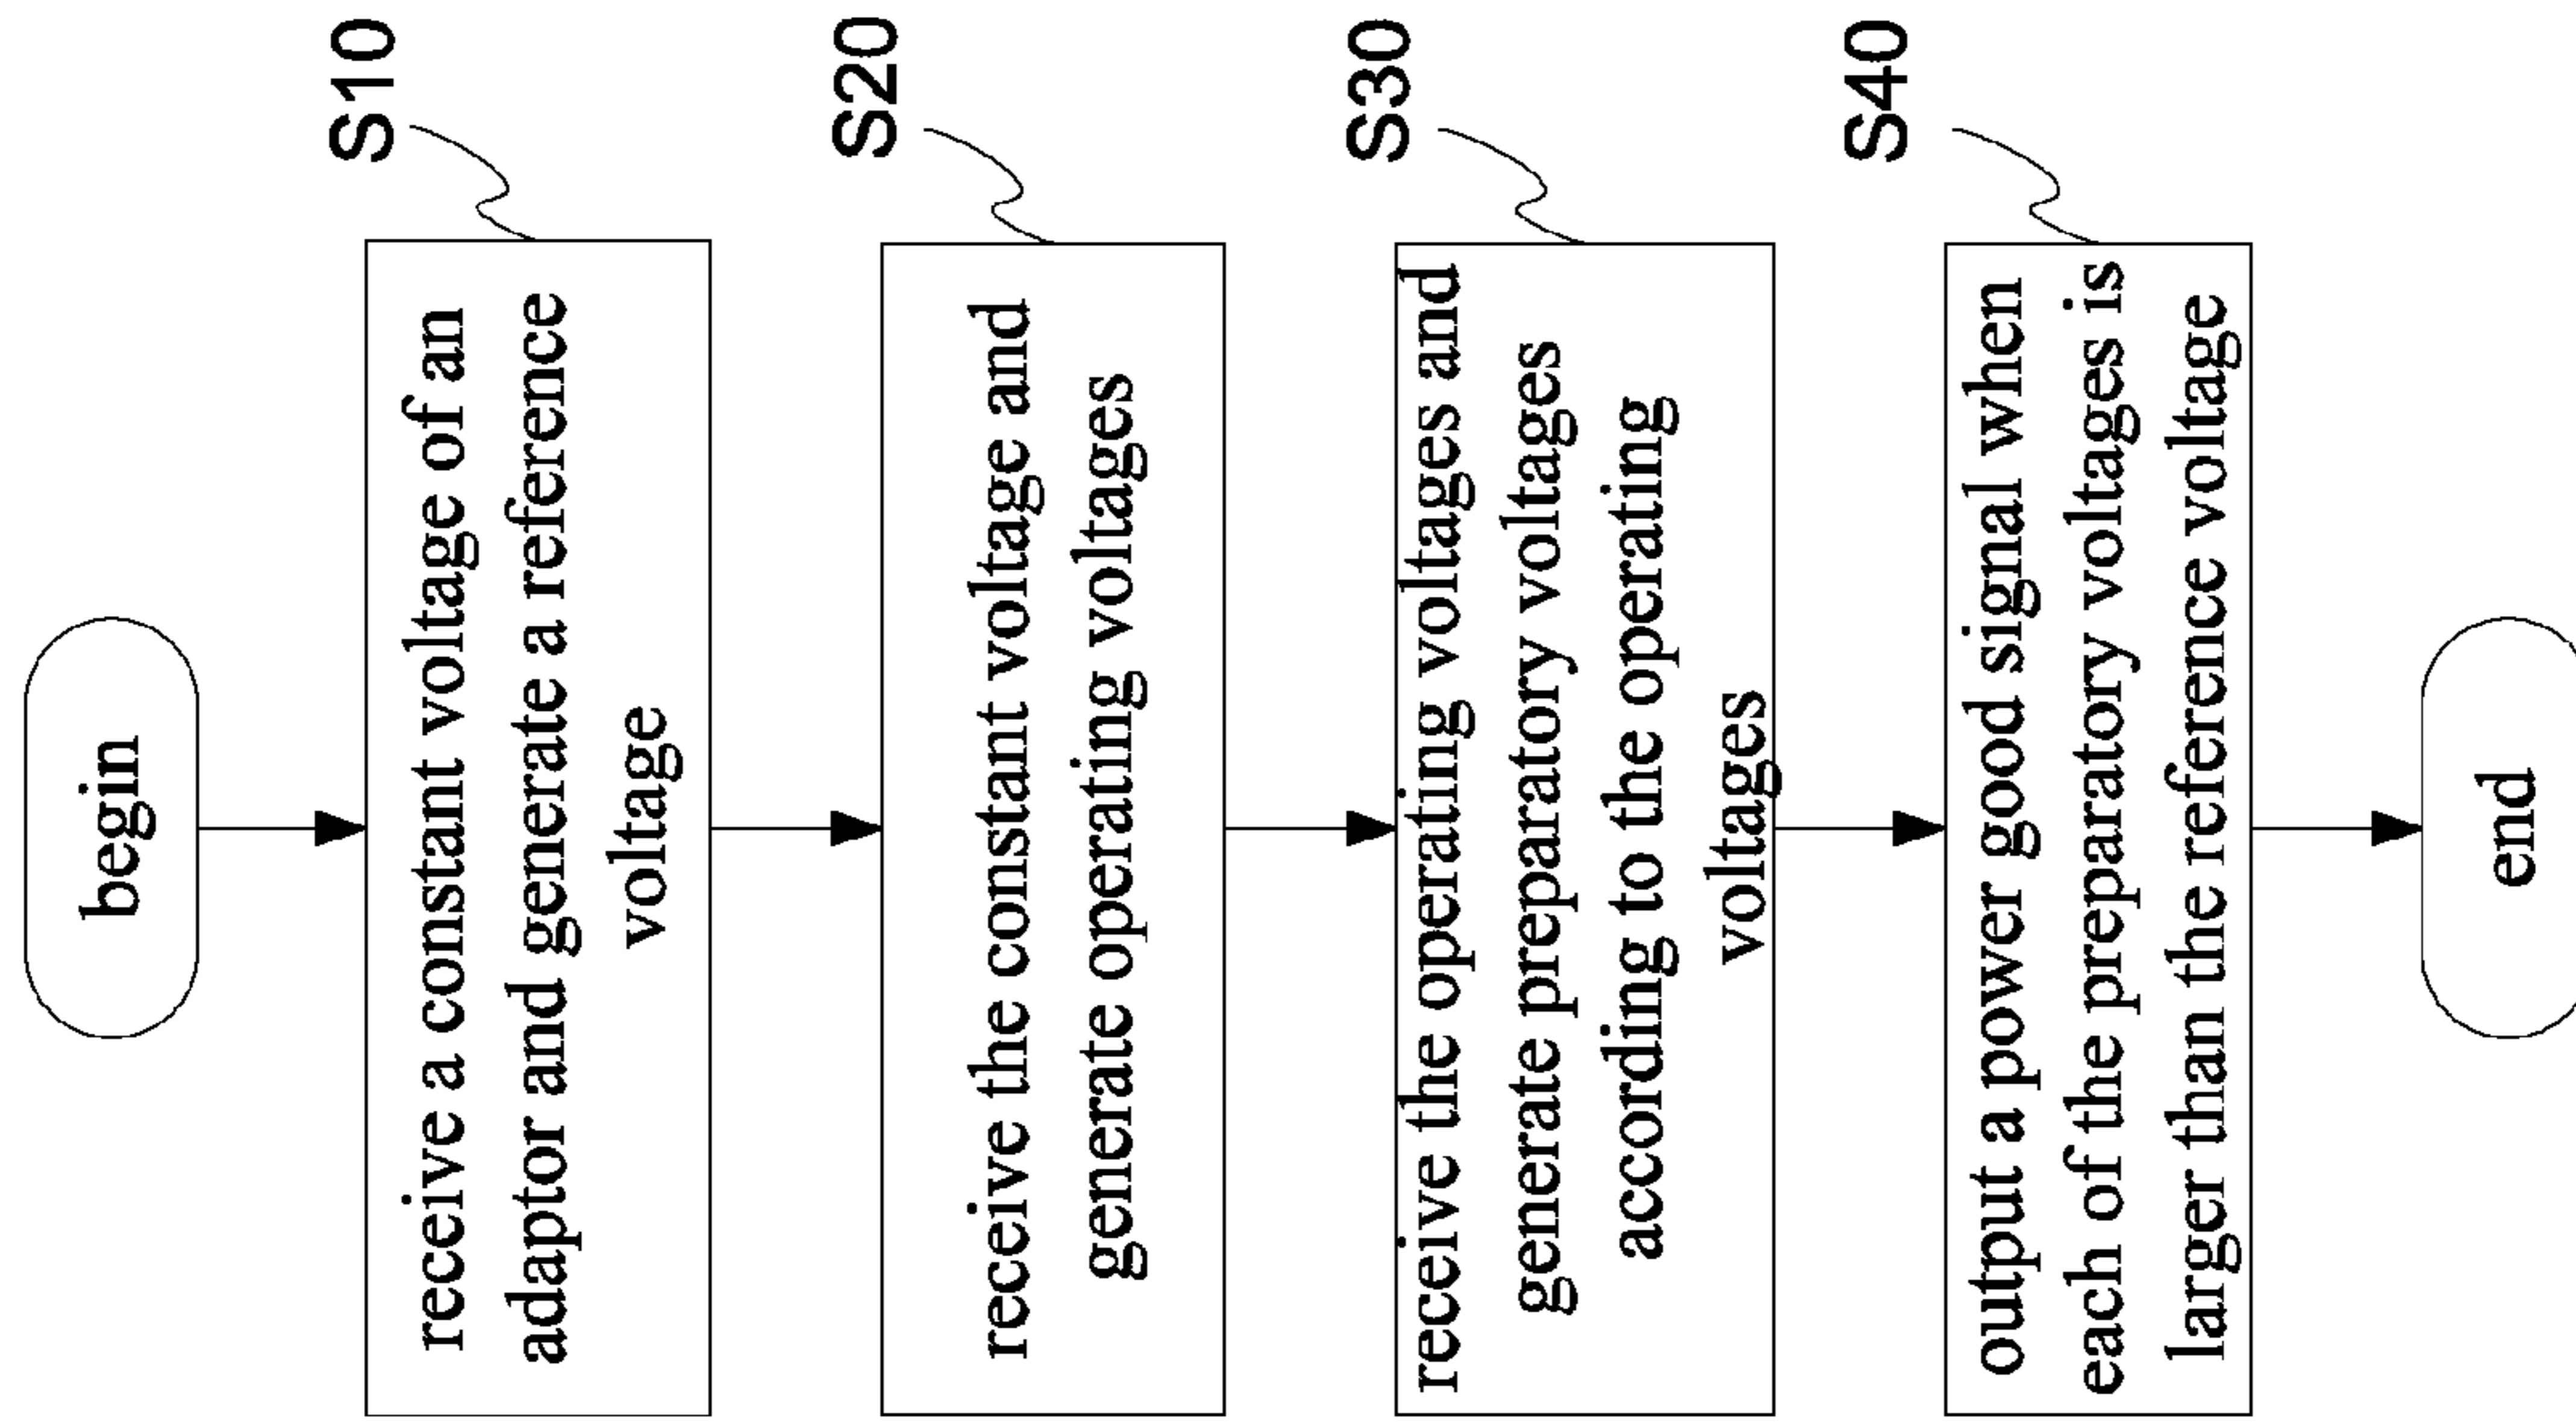 begin
S10
receive a constant voltage of an
adaptor and generate a reference
voltage
S20
receive the constant voltage and
generate operating voltages
S30
receive the operating voltages and
generate preparatory voltages
according to the operating
voltages
S40
output a power good signal when
each of the preparatory voltages is
larger than the reference voltage
end